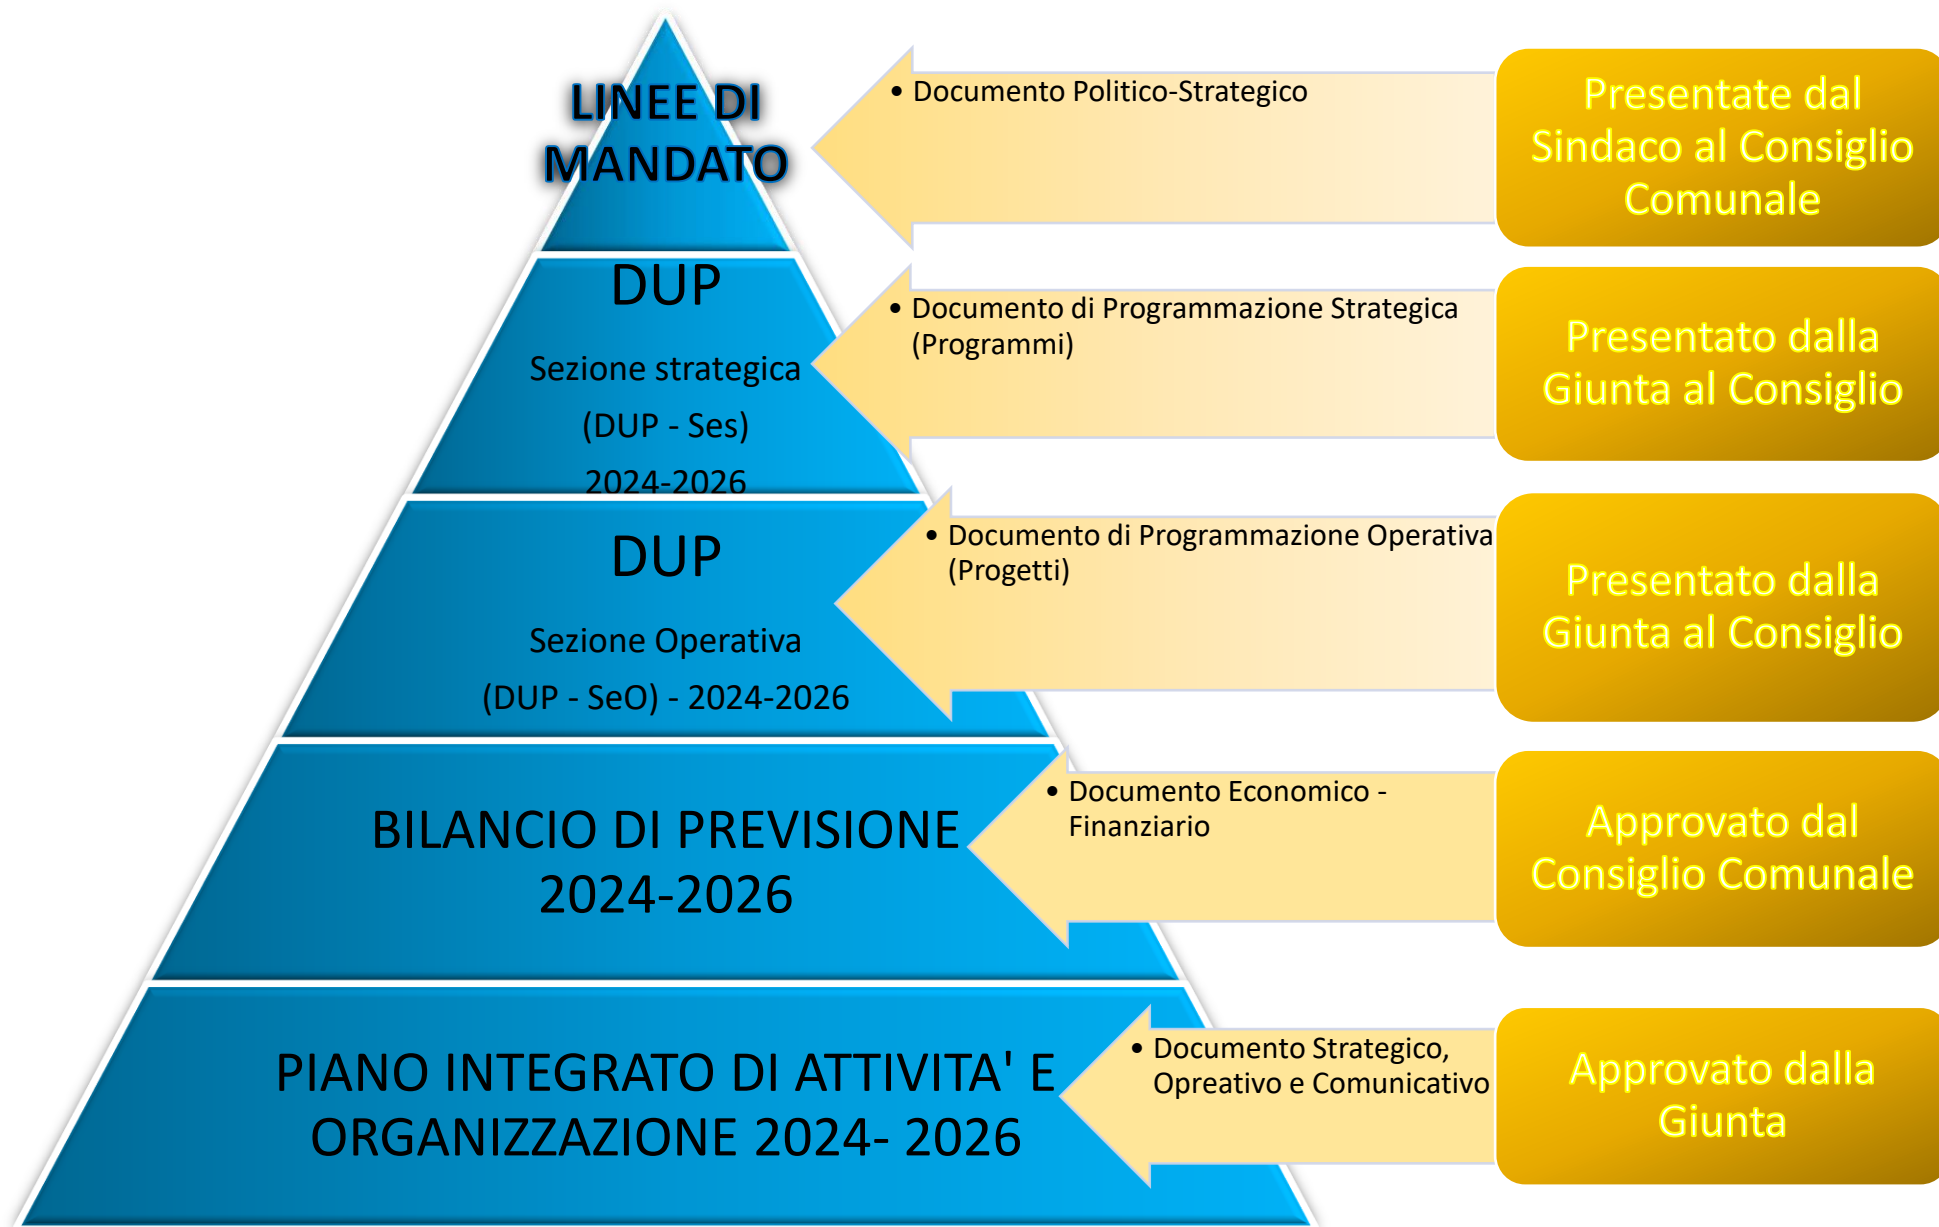 LINEE DI
MANDATO
• Documento Politico-Strategico
Presentate dal
Sindaco al Consiglio
Comunale
DUP
Sezione strategica
(DUP - Ses)
2024-2026
• Documento di Programmazione Strategica
(Programmi)
Presentato dalla
Giunta al Consiglio
DUP
Sezione Operativa
(DUP - SeO) - 2024-2026
• Documento di Programmazione Operativa
(Progetti)
Presentato dalla
Giunta al Consiglio
BILANCIO DI PREVISIONE
2024-2026
• Documento Economico -
Finanziario
Approvato dal
Consiglio Comunale
PIANO INTEGRATO DI ATTIVITA' E
ORGANIZZAZIONE 2024- 2026
• Documento Strategico,
Opreativo e Comunicativo
Approvato dalla
Giunta